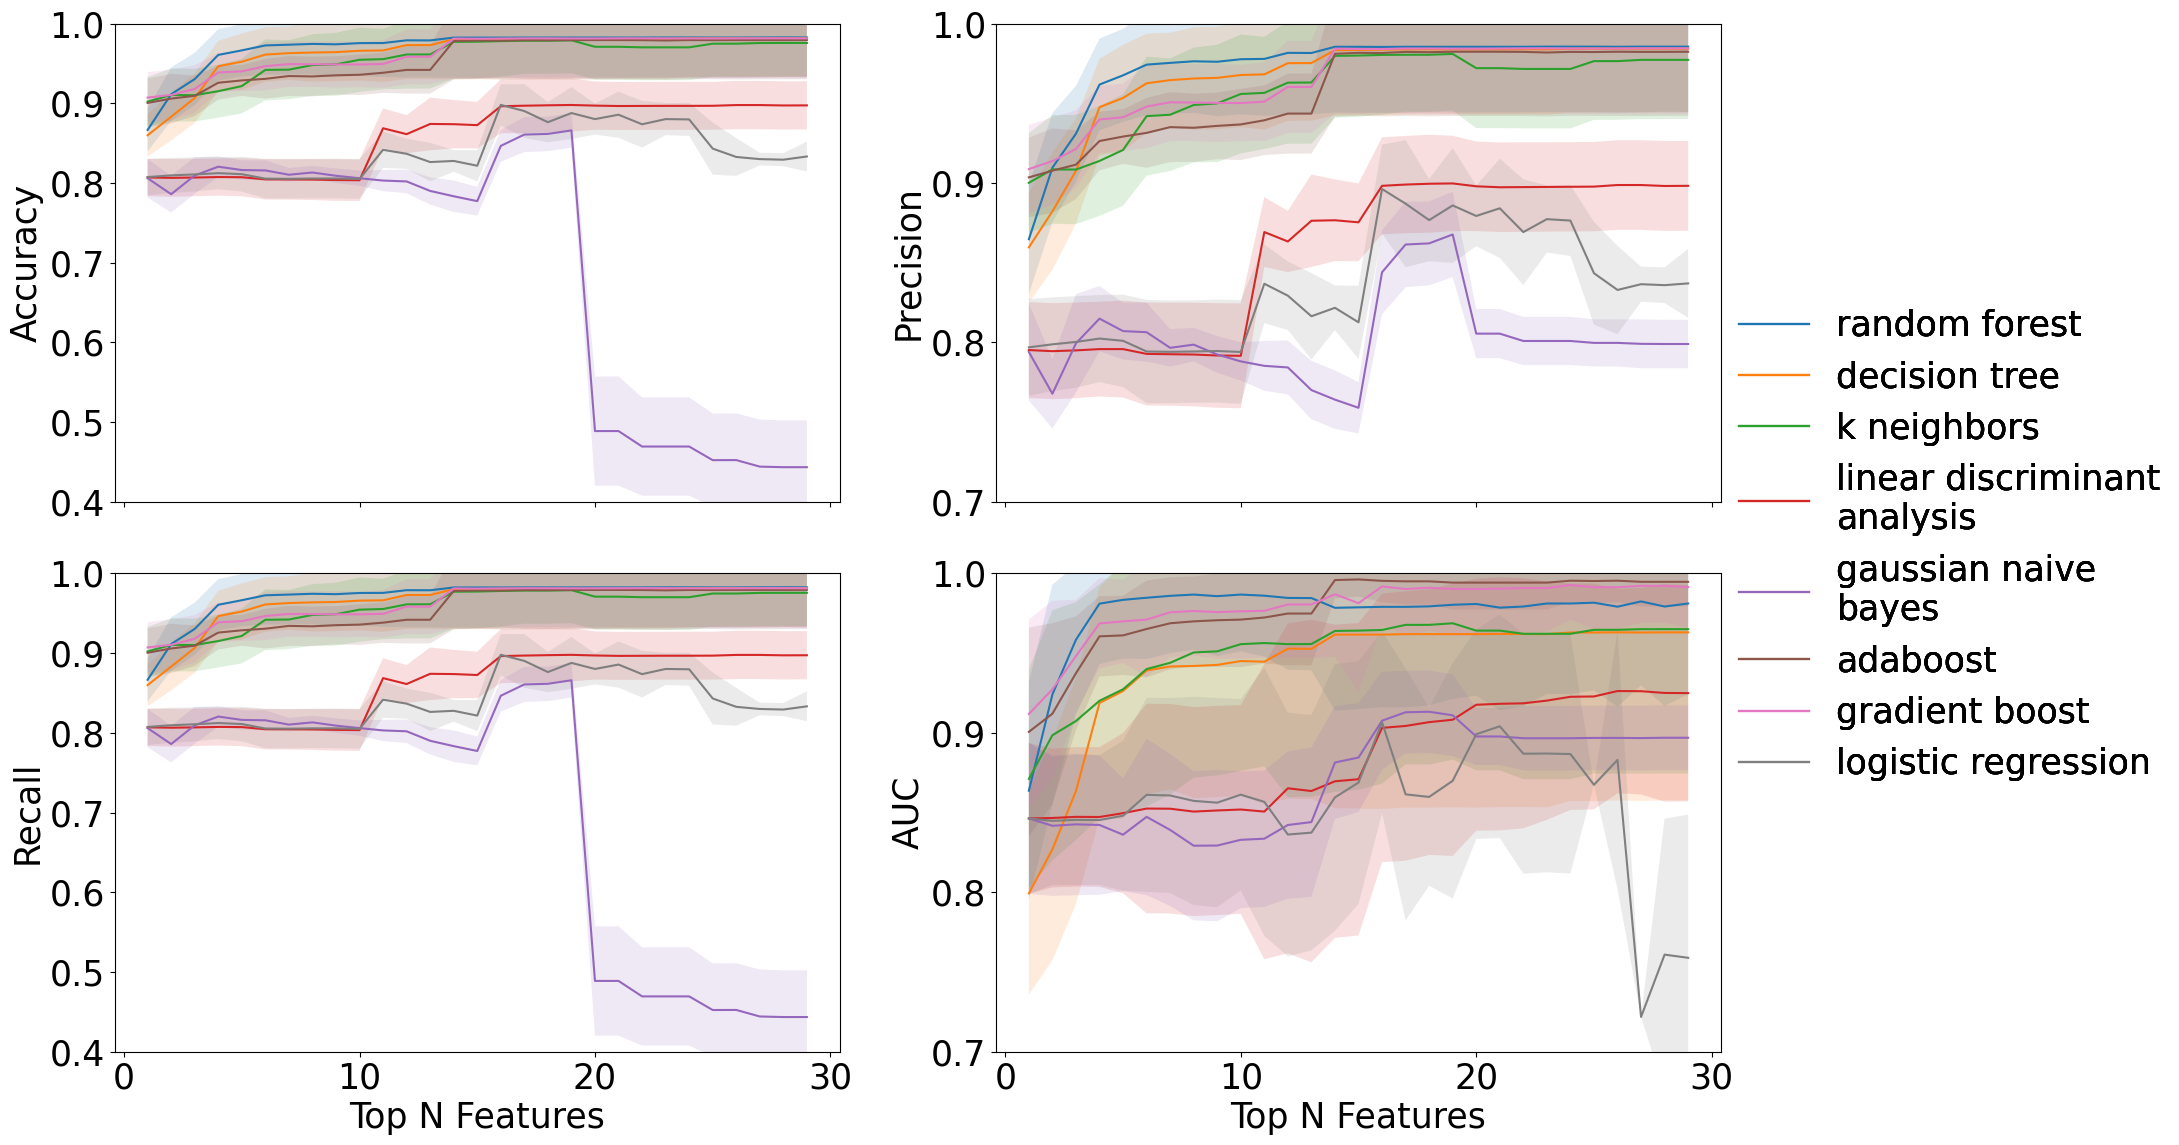 1.0
0.9
0.8
0.7
0.6
0.5
0.4
Accuracy
1.0
0.9
0.8
0.7
Precision
1.0
0.9
0.8
0.7
0.6
0.5
0.4
Recall
0
10
20
30
Top N Features
1.0
0.9
0.8
0.7
AUC
0
10
20
30
Top N Features
random forest
decision tree
k neighbors
linear discriminant
analysis
gaussian naive
bayes
adaboost
gradient boost
logistic regression